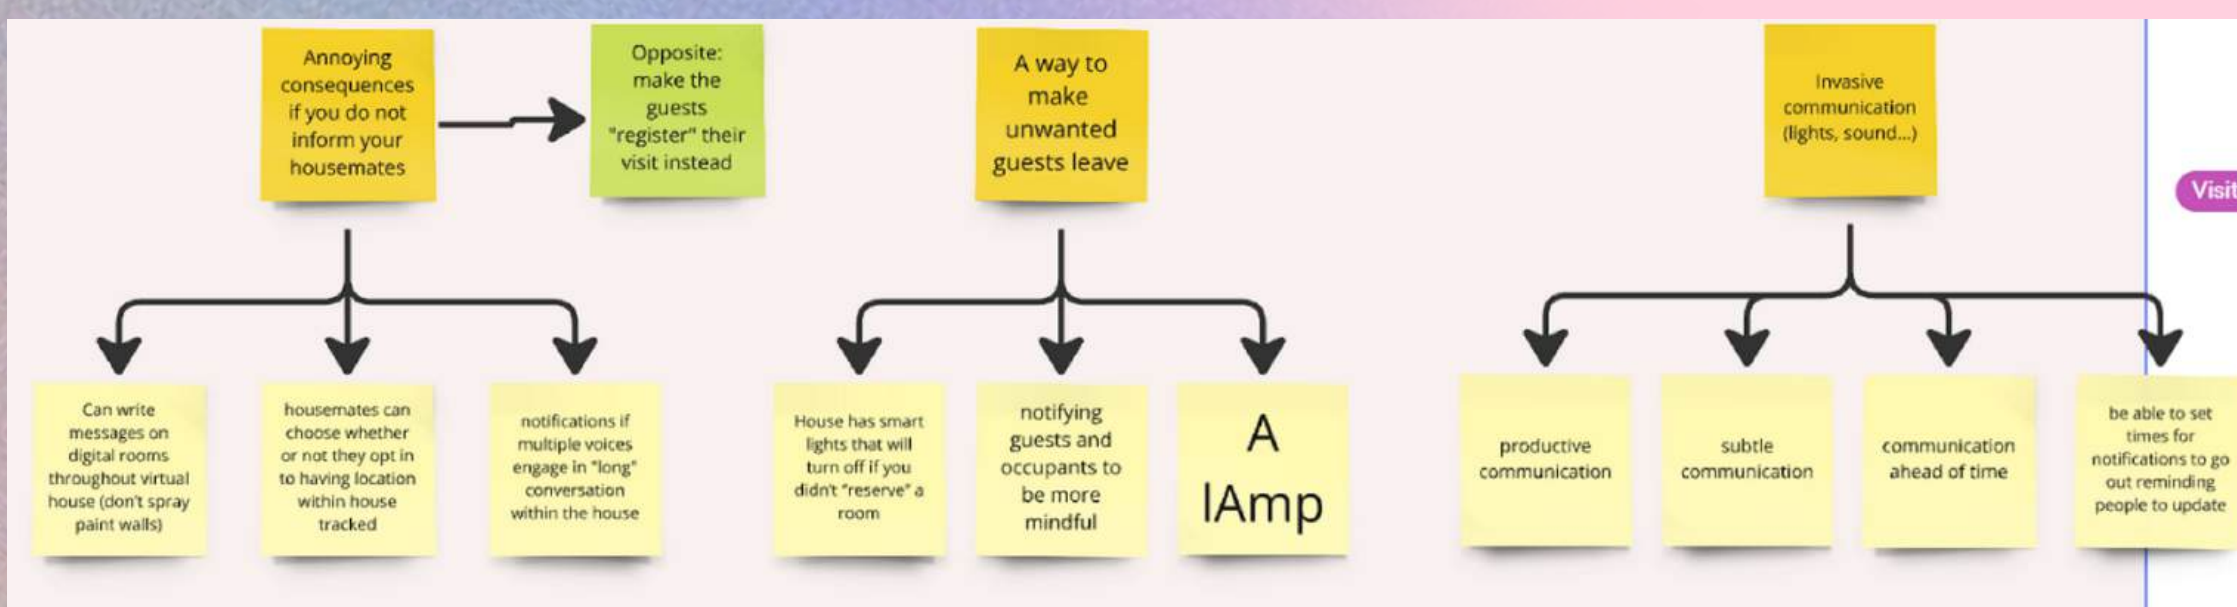 Annoying
consequences
if you do not
inform your
housemates
Opposite:
make the
guests
"register" their
visit instead
A way to
make
unwanted
guests leave
Invasive
communication
(lights, sound...)
Visit
Can write
messages on
digital rooms
throughout virtual
house (don't spray
paint walls)
housemates can
choose whether
or not they opt in
to having location
within house
tracked
notifications if
multiple voices
engage in "long"
conversation
within the house
House has smart
lights that will
turn off if you
didn't "reserve" a
room
notifying
guests and
occupants to
be more
mindful
A
lAmp
productive
communication
subtle
communication
communication
ahead of time
be able to set
times for
notifications to go
out reminding
people to update